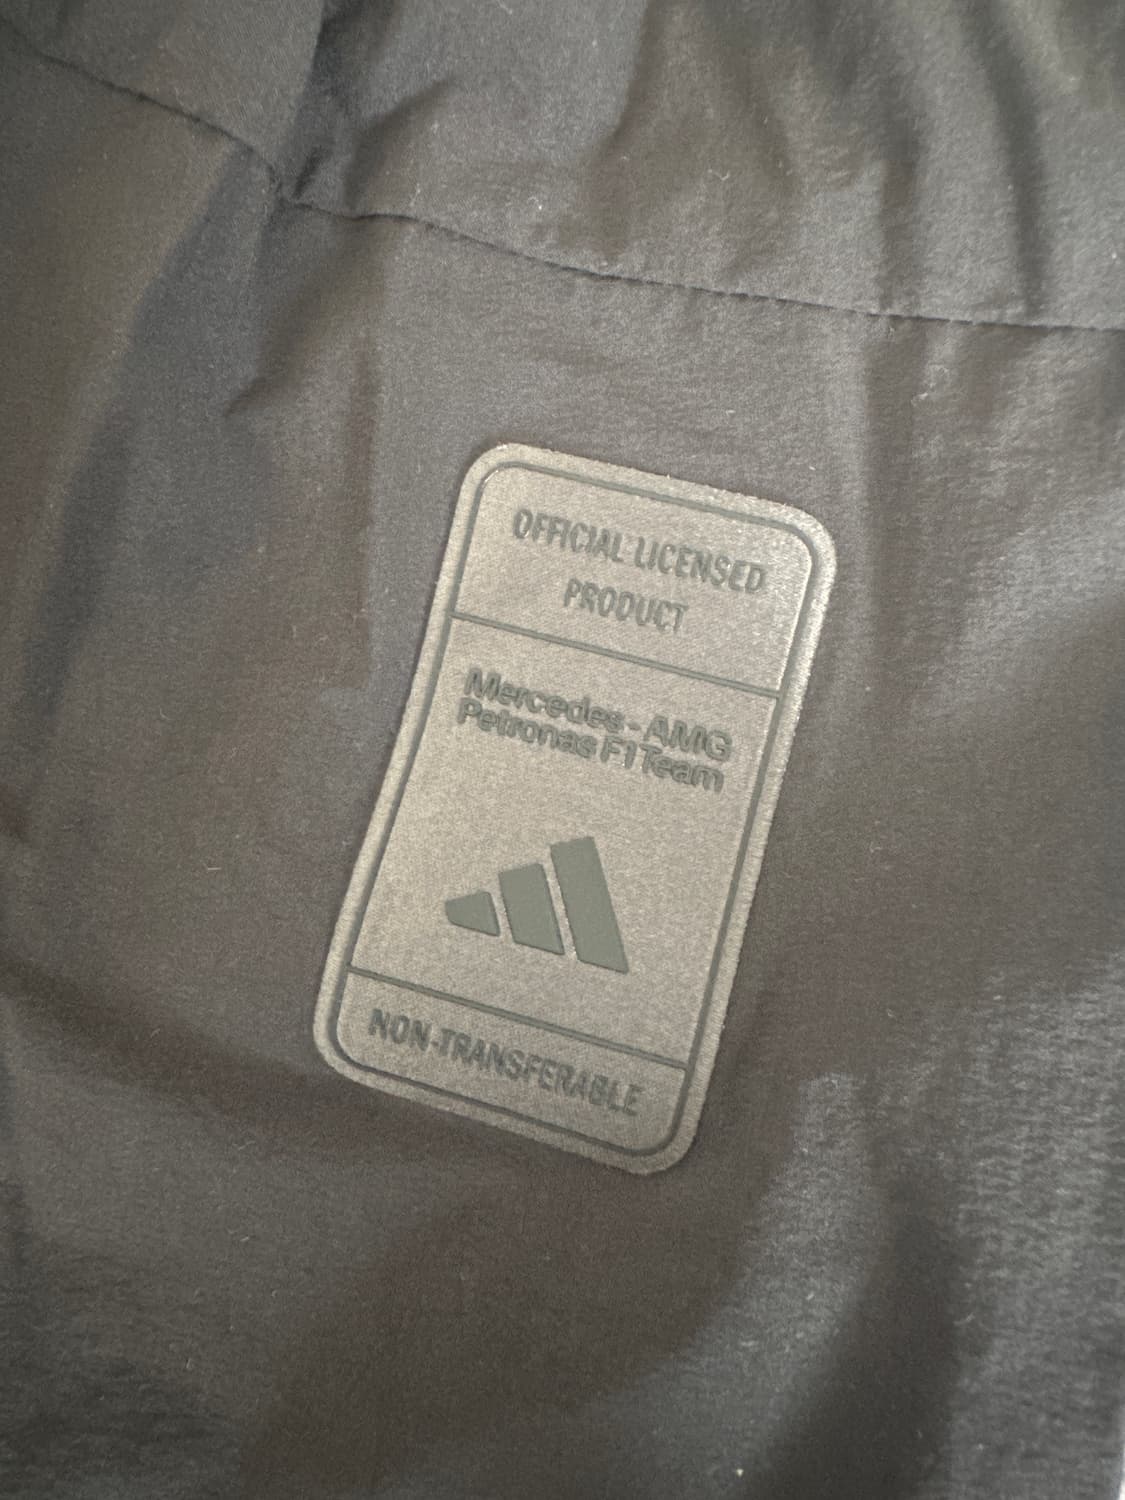 OFFICIAL LICENSED
PRODUCT
Mercedes - AMG
Petronas F1 Team
NON-TRANSFERABLE